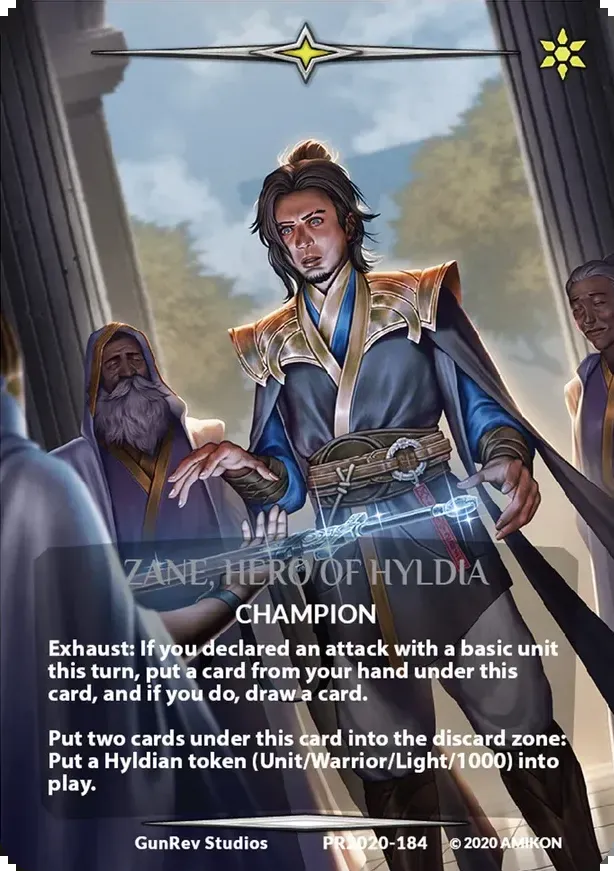 ZANE, HERO OF HYLDIA
CHAMPION
Exhaust: If you declared an attack with a basic unit
this turn, put a card from your hand under this
card, and if you do, draw a card.
Put two cards under this card into the discard zone:
Put a Hyldian token (Unit/Warrior/Light/1000) into
play.
GunRev Studios PR2020-184 © 2020 AMIKON